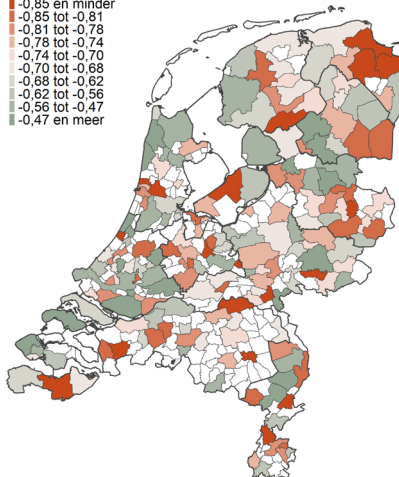 -0,85 en minder
-0,85 tot -0,81
-0,81 tot -0,78
-0,78 tot -0,74
-0,74 tot -0,70
-0,70 tot -0,68
-0,68 tot -0,62
-0,62 tot -0,56
-0,56 tot -0,47
-0,47 en meer